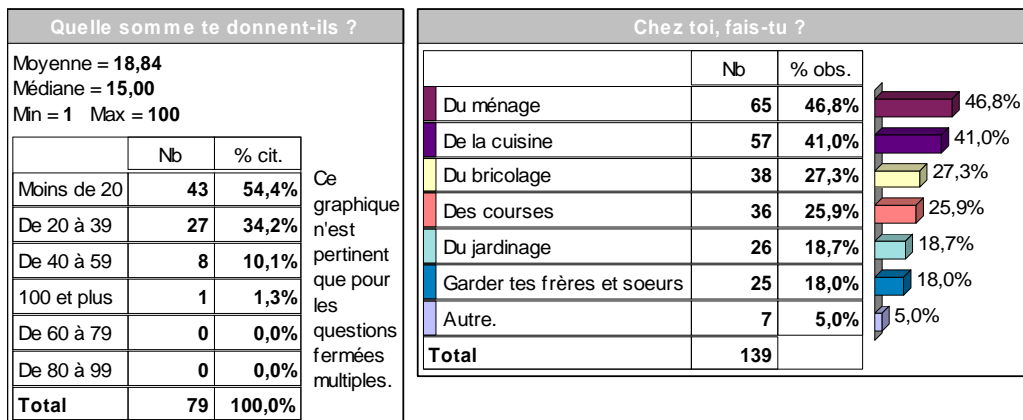 Quelle somme te donnent-ils ?
Moyenne = 18,84
Médiane = 15,00
Min = 1 Max = 100
Nb % cit.
Moins de 20 43 54,4%
De 20 à 39 27 34,2%
De 40 à 59 8 10,1%
100 et plus 1 1,3%
De 60 à 79 0 0,0%
De 80 à 99 0 0,0%
Total 79 100,0%
Ce
graphique
n'est
pertinent
que pour
les
questions
fermées
multiples.
Chez toi, fais-tu ?
Nb % obs.
Du ménage 65 46,8% 46,8%
De la cuisine 57 41,0% 41,0%
Du bricolage 38 27,3% 27,3%
Des courses 36 25,9% 25,9%
Du jardinage 26 18,7% 18,7%
Garder tes frères et soeurs 25 18,0% 18,0%
Autre. 7 5,0% 5,0%
Total 139